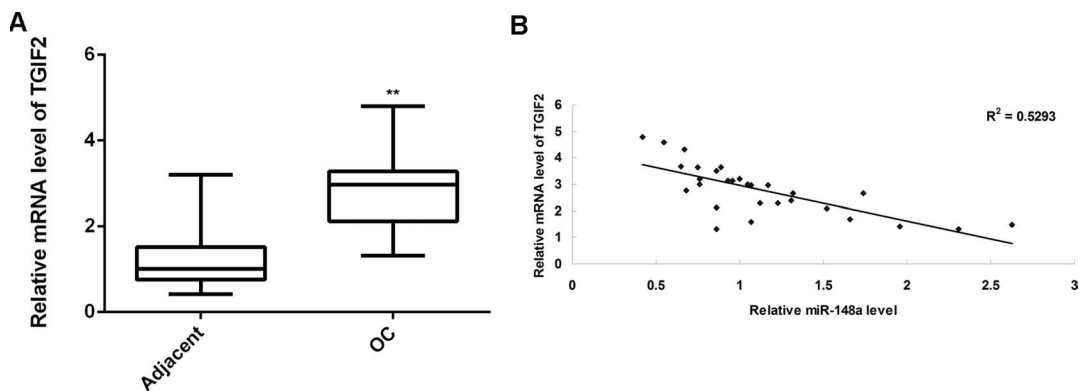 A
Relative mRNA level of TGIF2
6
4
2
0
**
Adjacent
OC
B
Relative mRNA level of TGIF2
6
5
4
3
2
1
0
R² = 0.5293
0 0.5 1 1.5 2 2.5 3
Relative miR-148a level